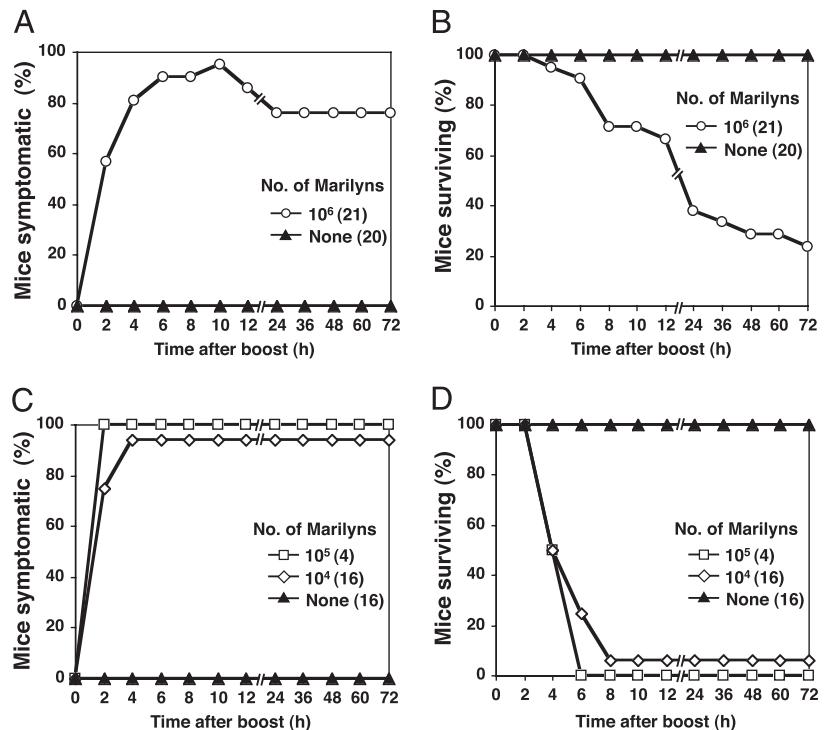 A
Mice symptomatic (%)
100
80
60
40
20
0
No. of Marilyns
10⁶ (21)
None (20)
0 2 4 6 8 10 12 24 36 48 60 72
Time after boost (h)
B
Mice surviving (%)
100
80
60
40
20
0
No. of Marilyns
10⁶ (21)
None (20)
0 2 4 6 8 10 12 24 36 48 60 72
Time after boost (h)
C
Mice symptomatic (%)
100
80
60
40
20
0
No. of Marilyns
10⁵ (4)
10⁴ (16)
None (16)
0 2 4 6 8 10 12 24 36 48 60 72
Time after boost (h)
D
Mice surviving (%)
100
80
60
40
20
0
No. of Marilyns
10⁵ (4)
10⁴ (16)
None (16)
0 2 4 6 8 10 12 24 36 48 60 72
Time after boost (h)